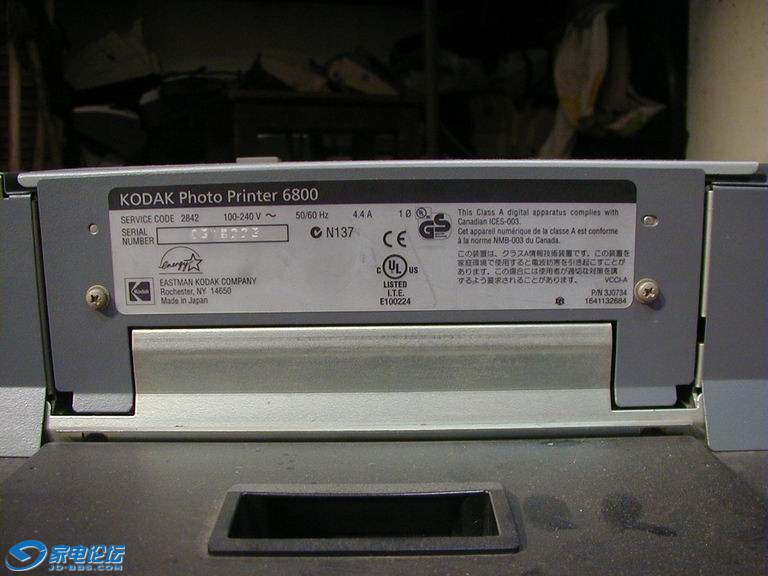 KODAK Photo Printer 6800
SERVICE CODE 2842 100-240 V ~ 50/60 Hz 4.4 A 1 Ø
SERIAL NUMBER
N137
energy
Kodak
EASTMAN KODAK COMPANY
Rochester, NY 14650
Made in Japan
GS
CE
C UL US
LISTED
I.T.E.
E100224
This Class A digital apparatus complies with
Canadian ICES-003.
Cet appareil numérique de la classe A est conforme
à la norme NMB-003 du Canada.
この装置は、クラスA情報技術装置です。この装置を
家庭環境で使用すると電波妨害を引き起こすことが
あります。この場合には使用者が適切な対策を講
ずるよう要求されることがあります。 VCCI-A
P/N 3J0734
1641132684
家电论坛
JD-BBS.COM